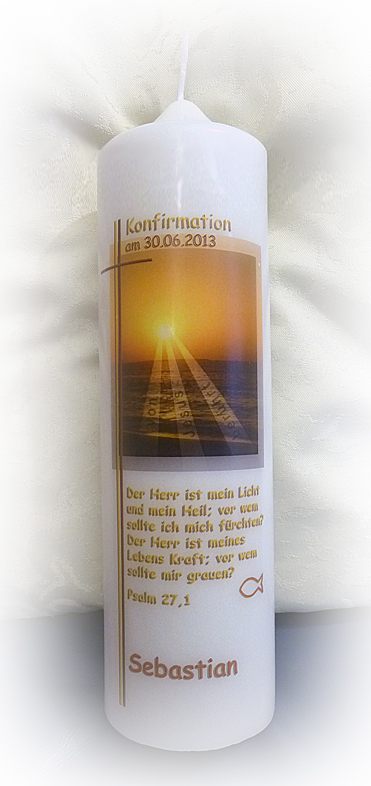 Konfirmation
am 30.06.2013
Jesus
Der Herr ist mein Licht
und mein Heil; vor wem
sollte ich mich fürchten?
Der Herr ist meines
Lebens Kraft; vor wem
sollte mir grauen?
Psalm 27,1
Sebastian